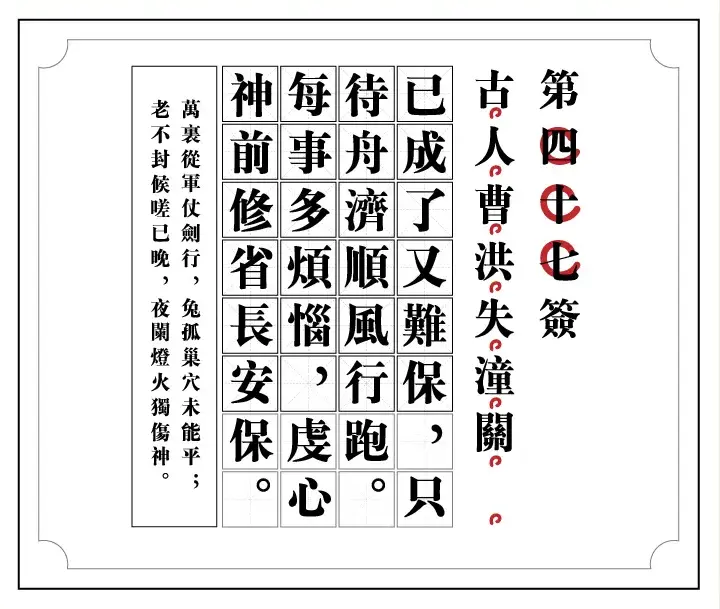 第四十七簽
古人曹洪失潼關
已成了又難保，只
待舟濟順風行跑。
每事多煩惱，虔心
神前修省長安保。
萬裏從軍仗劍行，兔孤巢穴未能平；
老不封候嗟已晚，夜闌燈火獨傷神。